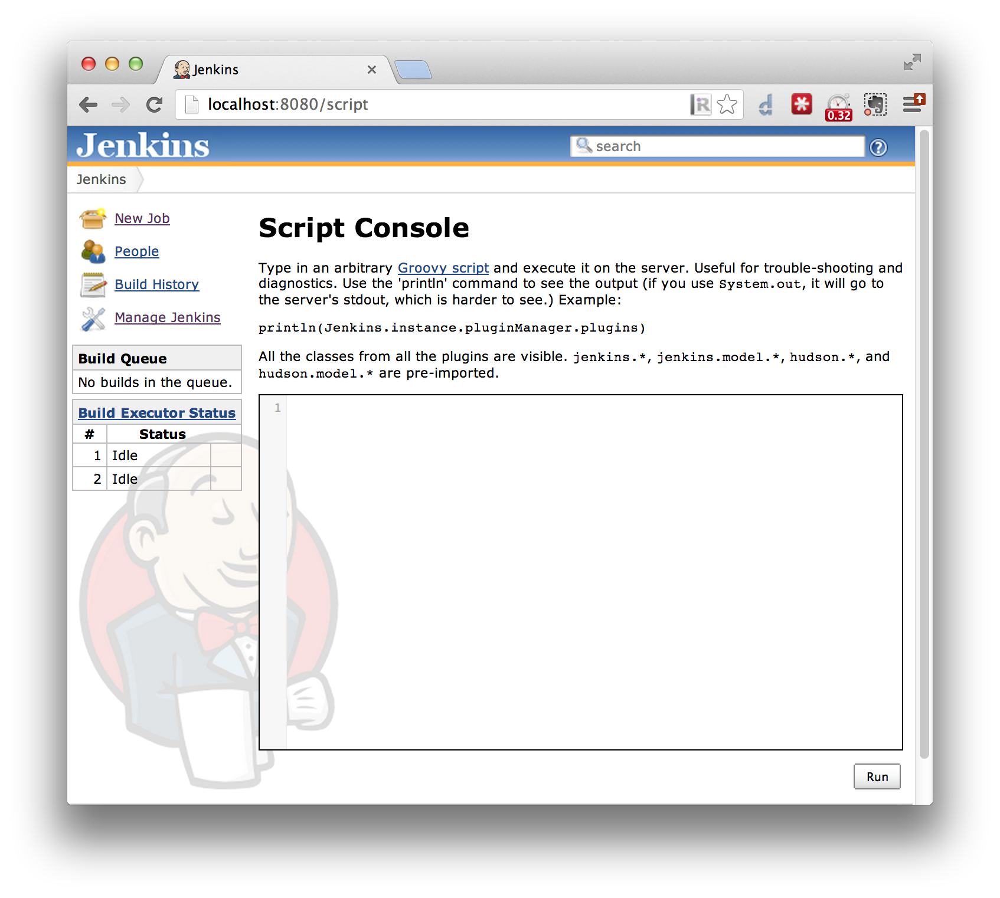 Jenkins
localhost:8080/script
0.32
Jenkins
search
Jenkins
New Job
People
Build History
Manage Jenkins
Build Queue
No builds in the queue.
Build Executor Status
# Status
1 Idle
2 Idle
Script Console
Type in an arbitrary Groovy script and execute it on the server. Useful for trouble-shooting and
diagnostics. Use the 'println' command to see the output (if you use System.out, it will go to
the server's stdout, which is harder to see.) Example:
println(Jenkins.instance.pluginManager.plugins)
All the classes from all the plugins are visible. jenkins.*, jenkins.model.*, hudson.*, and
hudson.model.* are pre-imported.
1
Run